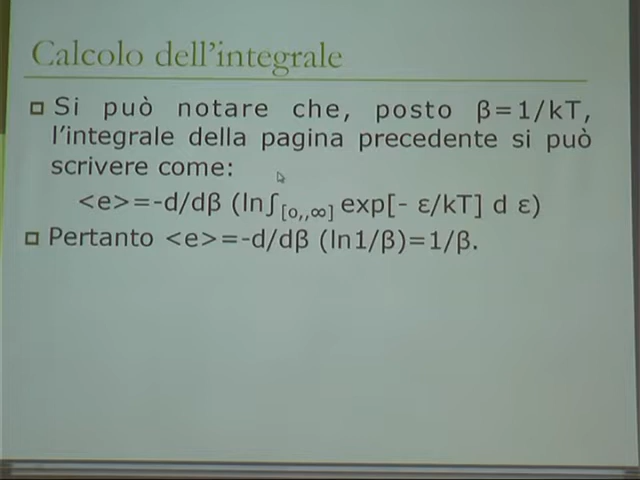 Calcolo dell'integrale
Si può notare che, posto β=1/kT,
l'integrale della pagina precedente si può
scrivere come:
<e>=-d/dβ (ln∫[o,,∞] exp[- ε/kT] d ε)
Pertanto <e>=-d/dβ (ln1/β)=1/β.